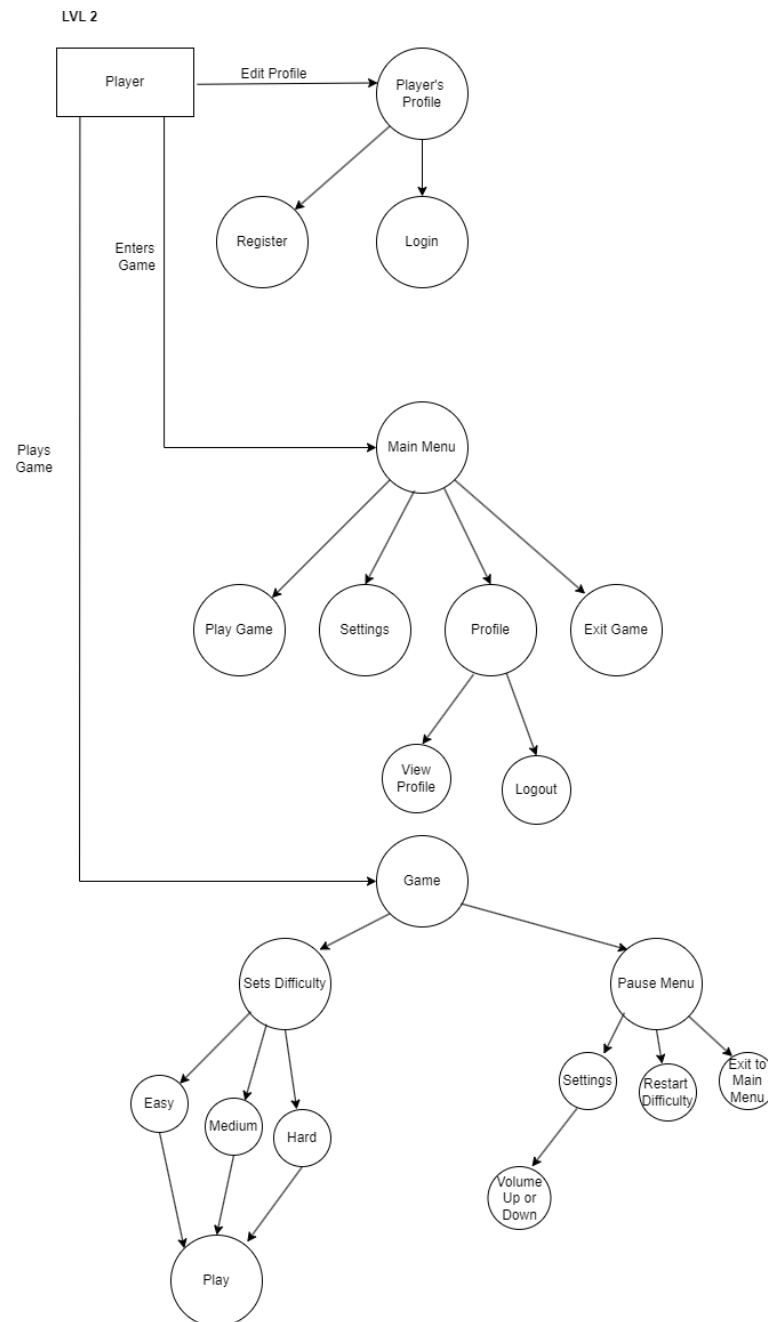 LVL 2
Player
Edit Profile
Player's
Profile
Register
Login
Enters
Game
Plays
Game
Main Menu
Play Game
Settings
Profile
Exit Game
View
Profile
Logout
Game
Sets Difficulty
Pause Menu
Easy
Medium
Hard
Settings
Restart
Difficulty
Exit to
Main
Menu
Volume
Up or
Down
Play